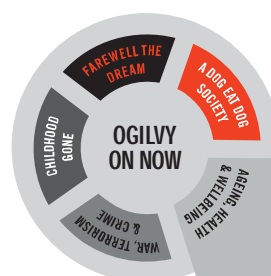 FAREWELL THE
DREAM
A DOG EAT DOG
SOCIETY
AGEING, HEALTH
& WELLBEING
WAR, TERRORISM
& CRIME
CHILDHOOD
GONE
OGILVY
ON NOW